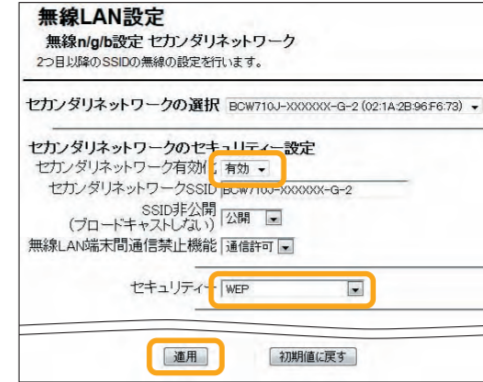 無線LAN設定
無線n/g/b設定 セカンダリネットワーク
2つ目以降のSSIDの無線の設定を行います。
セカンダリネットワークの選択 BCW710J-XXXXXX-G-2 (02:1A:2B:96:F6:73)
セカンダリネットワークのセキュリティー設定
セカンダリネットワーク有効化 有効
セカンダリネットワークSSID BCW710J-XXXXXX-G-2
SSID非公開
(ブロードキャストしない) 公開
無線LAN端末間通信禁止機能 通信許可
セキュリティー WEP
適用 初期値に戻す